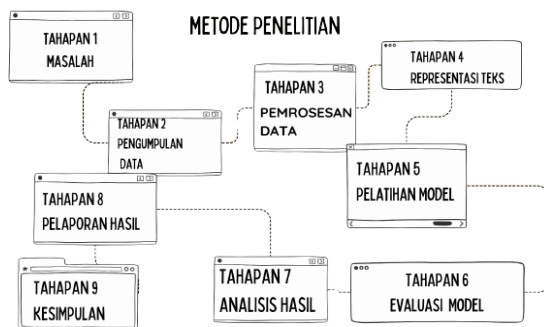 METODE PENELITIAN
TAHAPAN 1
MASALAH
TAHAPAN 2
PENGUMPULAN
DATA
TAHAPAN 3
PEMROSESAN
DATA
TAHAPAN 4
REPRESENTASI TEKS
TAHAPAN 5
PELATIHAN MODEL
TAHAPAN 6
EVALUASI MODEL
TAHAPAN 7
ANALISIS HASIL
TAHAPAN 8
PELAPORAN HASIL
TAHAPAN 9
KESIMPULAN